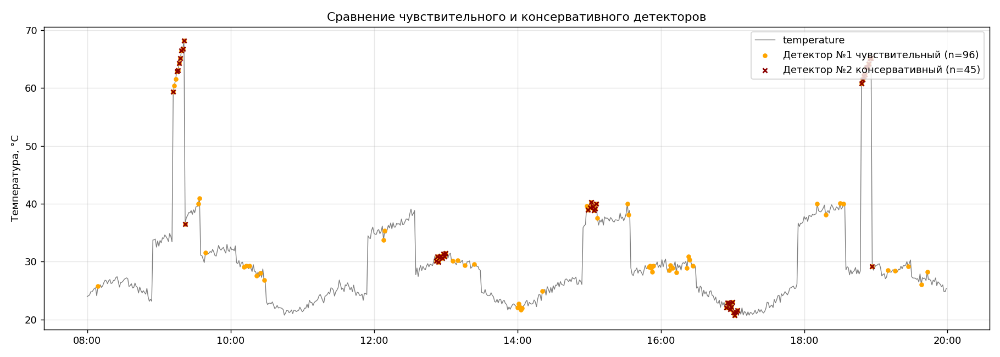 Сравнение чувствительного и консервативного детекторов
70
60
50
40
30
20
Температура, °C
temperature
Детектор №1 чувствительный (n=96)
Детектор №2 консервативный (n=45)
08:00
10:00
12:00
14:00
16:00
18:00
20:00